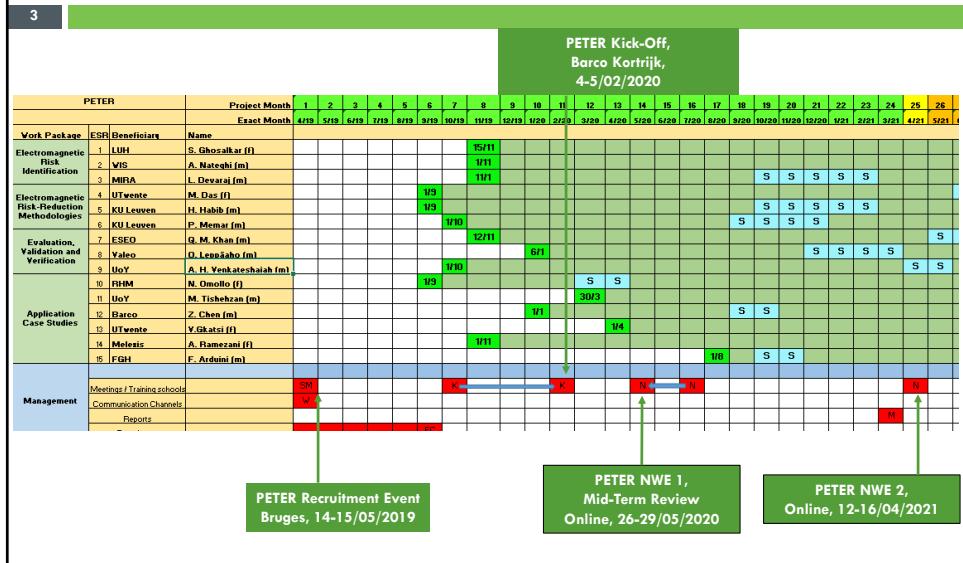 3
PETER Kick-Off,
Barco Kortrijk,
4-5/02/2020
PETER Project Month 1 2 3 4 5 6 7 8 9 10 11 12 13 14 15 16 17 18 19 20 21 22 23 24 25 26
Exact Month 4/19 5/19 6/19 7/19 8/19 9/19 10/19 11/19 12/19 1/20 2/20 3/20 4/20 5/20 6/20 7/20 8/20 9/20 10/20 11/20 12/20 1/21 2/21 3/21 4/21 5/21
Work Package ESR Beneficiary Name
Electromagnetic Risk Identification
1 LUH S. Ghosalkar (f) 15/11
2 VIS A. Nateghi (m) 1/11
3 MIRA L. Devaraj (m) 11/1 S S S S S
Electromagnetic Risk-Reduction Methodologies
4 UTwente M. Das (f) 1/9
5 KU Leuven H. Habib (m) 1/9 S S S S S
6 KU Leuven P. Memar (m) 1/10 S S S S
Evaluation, Validation and Verification
7 ESEO Q. M. Khan (m) 12/11 S
8 Valeo O. Leppäaho (m) 6/1 S S S S
9 UoY A. H. Venkateshaiah (m) 1/10 S S
Application Case Studies
10 RHM N. Omollo (f) 1/9 S S
11 UoY M. Tishehzan (m) 30/3
12 Barco Z. Chen (m) 1/1 S S
13 UTwente V.Gkatsi (f) 1/4
14 Melexis A. Ramezani (f) 1/11
15 FGH F. Arduini (m) 1/8 S S
Management
Meetings / Training schools SM K K N N N
Communication Channels W
Reports M
PETER Recruitment Event
Bruges, 14-15/05/2019
PETER NWE 1,
Mid-Term Review
Online, 26-29/05/2020
PETER NWE 2,
Online, 12-16/04/2021